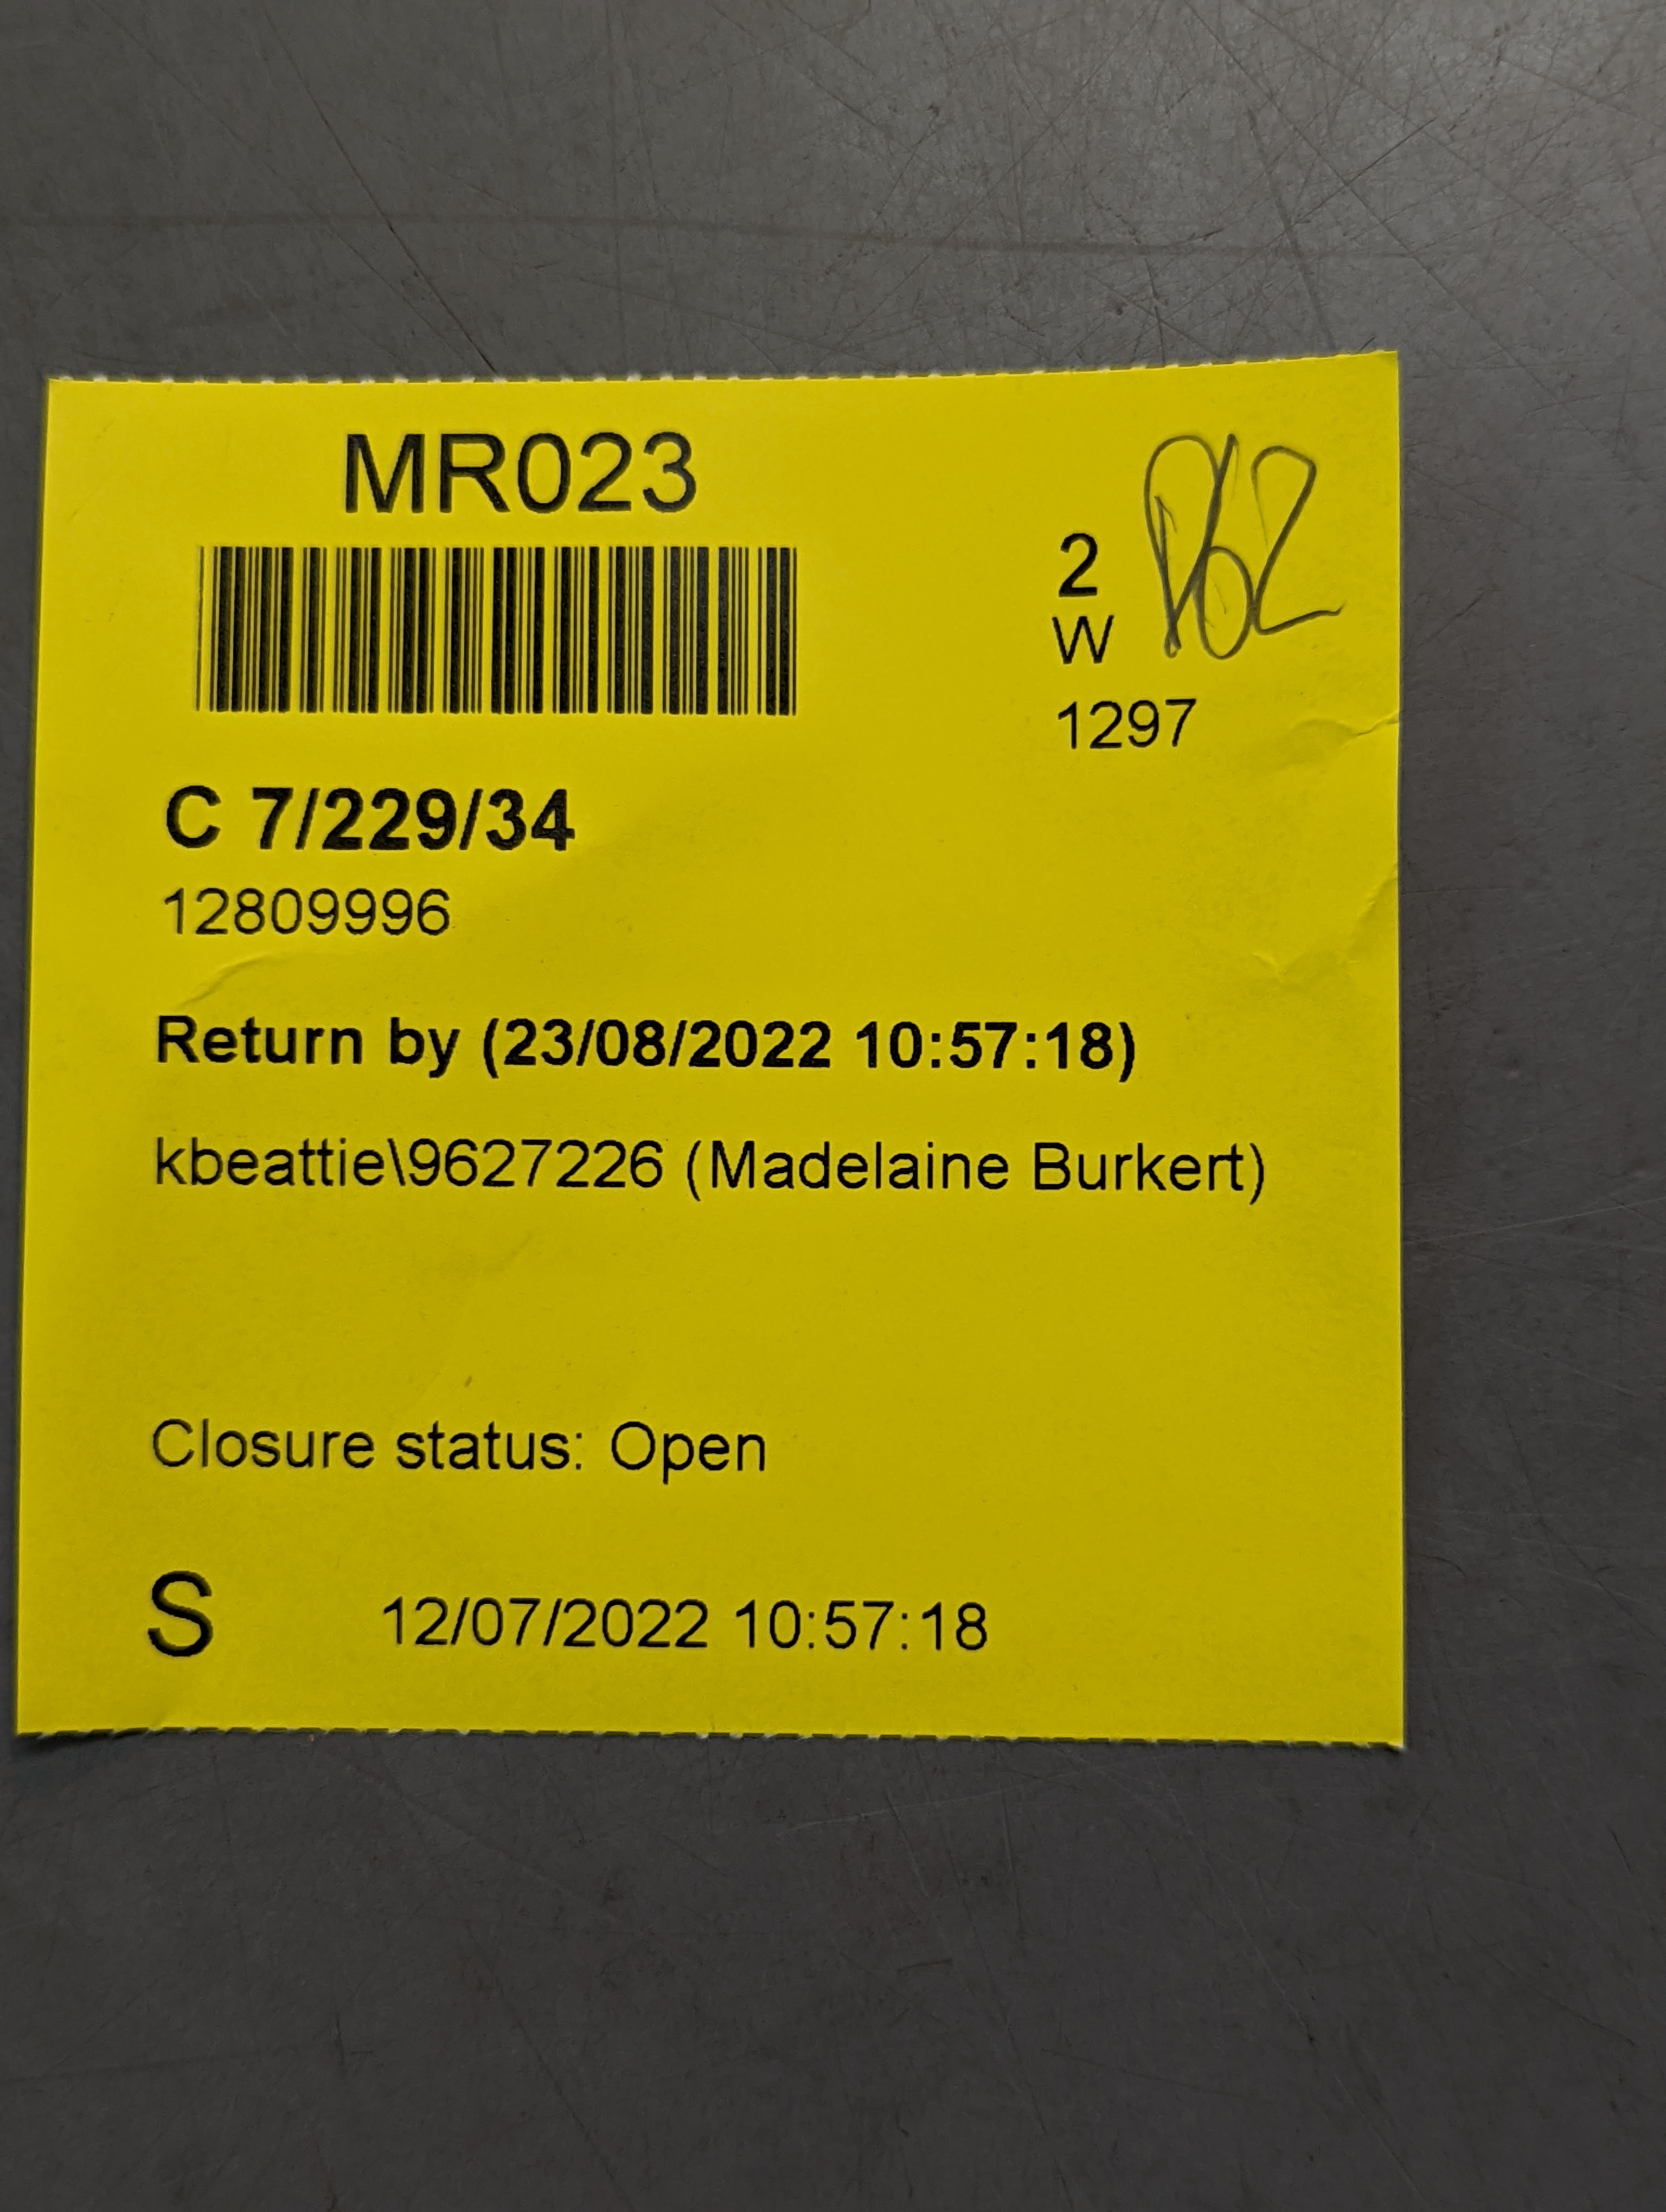 MR023
2
W
1297
C 7/229/34
12809996
Return by (23/08/2022 10:57:18)
kbeattie\9627226 (Madelaine Burkert)
Closure status: Open
S 12/07/2022 10:57:18